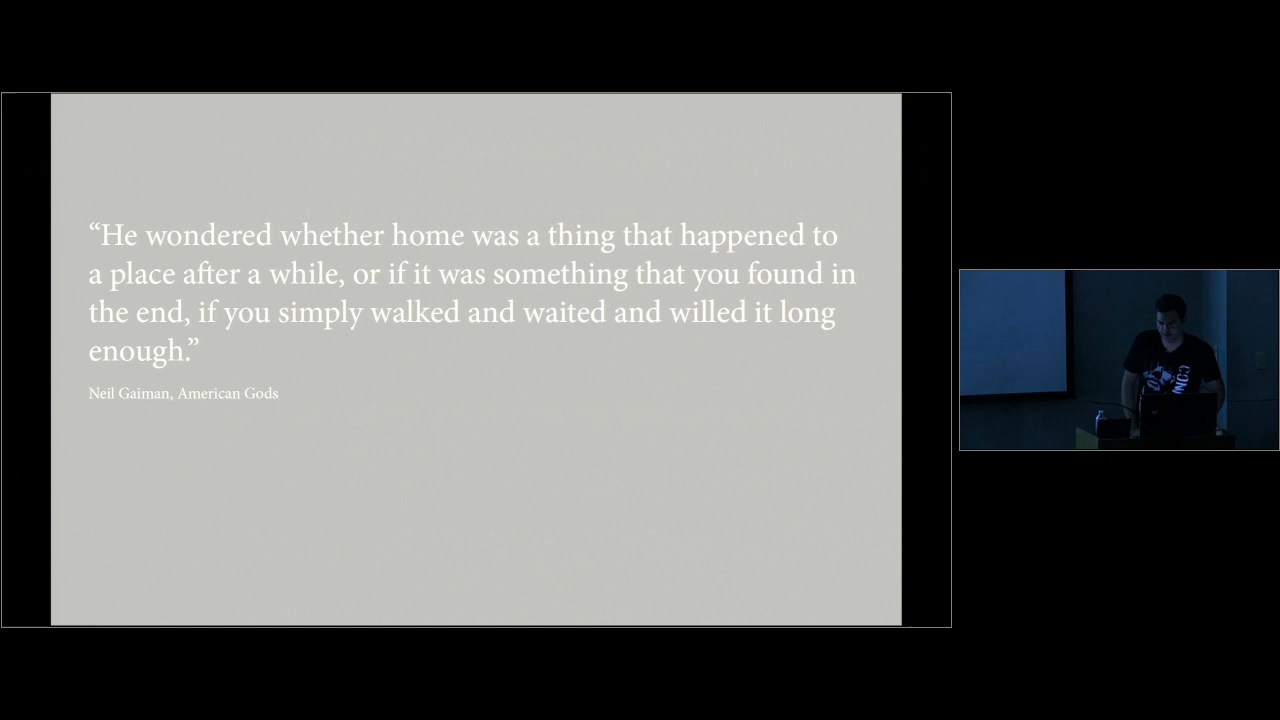 “He wondered whether home was a thing that happened to
a place after a while, or if it was something that you found in
the end, if you simply walked and waited and willed it long
enough.”
Neil Gaiman, American Gods